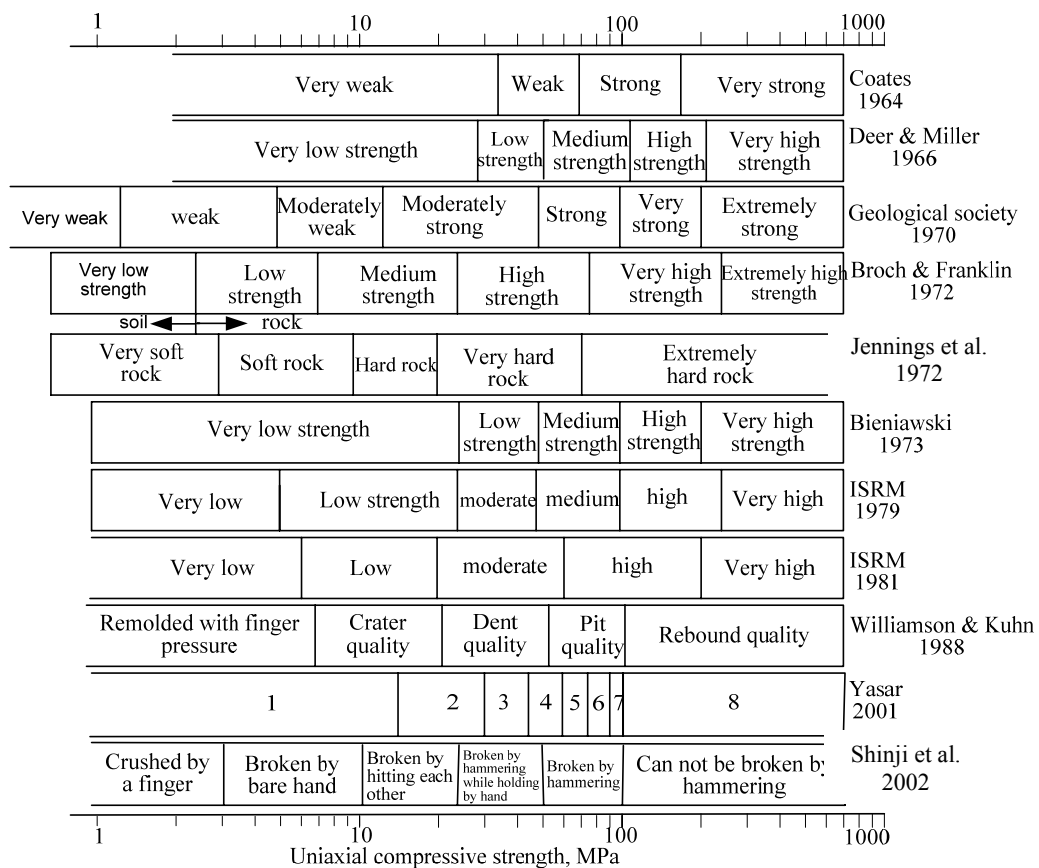 1 10 100 1000
Very weak Weak Strong Very strong Coates
1964
Very low strength Low
strength Medium
strength High
strength Very high
strength Deer & Miller
1966
Very weak weak Moderately
weak Moderately
strong Strong Very
strong Extremely
strong Geological society
1970
Very low
strength Low
strength Medium
strength High
strength Very high
strength Extremely high
strength Broch & Franklin
1972
soil rock
Very soft
rock Soft rock Hard rock Very hard
rock Extremely
hard rock Jennings et al.
1972
Very low strength Low
strength Medium
strength High
strength Very high
strength Bieniawski
1973
Very low Low strength moderate medium high Very high ISRM
1979
Very low Low moderate high Very high ISRM
1981
Remolded with finger
pressure Crater
quality Dent
quality Pit
quality Rebound quality Williamson & Kuhn
1988
1 2 3 4 5 6 7 8 Yasar
2001
Crushed by
a finger Broken by
bare hand Broken by
hitting each
other Broken by
hammering
while holding
by hand Broken by
hammering Can not be broken by
hammering Shinji et al.
2002
1 10 100 1000
Uniaxial compressive strength, MPa